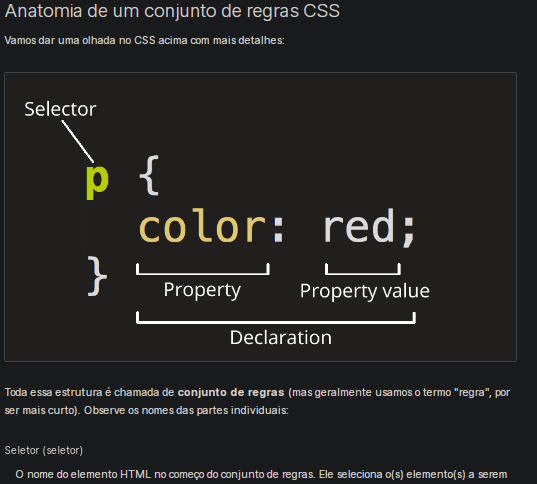 Anatomia de um conjunto de regras CSS
Vamos dar uma olhada no CSS acima com mais detalhes:
Selector
p {
color: red;
}
Property
Property value
Declaration
Toda essa estrutura é chamada de conjunto de regras (mas geralmente usamos o termo "regra", por
ser mais curto). Observe os nomes das partes individuais:
Seletor (seletor)
O nome do elemento HTML no começo do conjunto de regras. Ele seleciona o(s) elemento(s) a serem